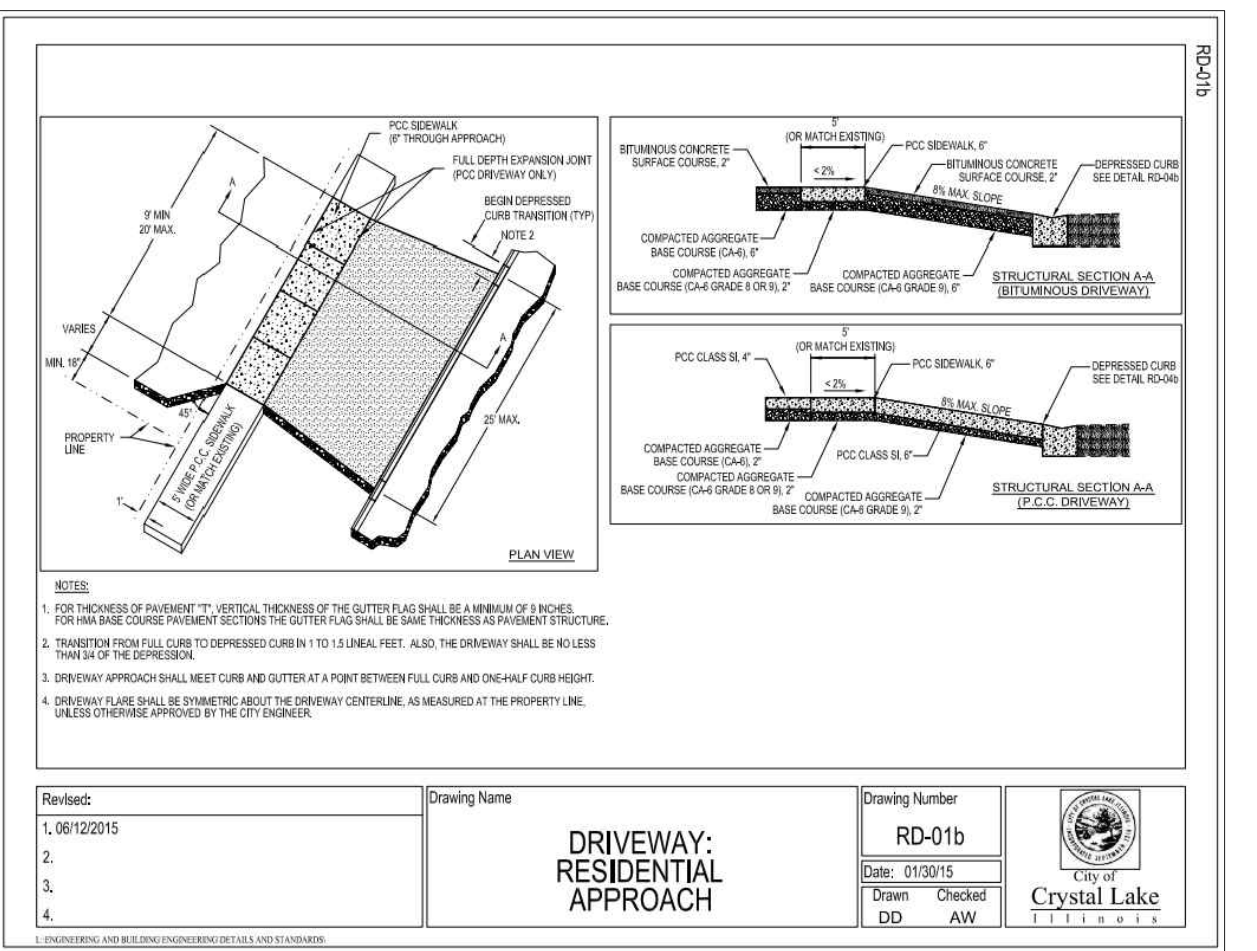 RD-01b
PCC SIDEWALK
(6" THROUGH APPROACH)
FULL DEPTH EXPANSION JOINT
(PCC DRIVEWAY ONLY)
BEGIN DEPRESSED
CURB TRANSITION (TYP)
NOTE 2
A
9' MIN
20' MAX.
VARIES
MIN. 18"
A
45°
PROPERTY
LINE
25' MAX.
5' WIDE P.C.C. SIDEWALK
(OR MATCH EXISTING)
1'
PLAN VIEW
5'
(OR MATCH EXISTING)
BITUMINOUS CONCRETE
SURFACE COURSE, 2"
PCC SIDEWALK, 6"
BITUMINOUS CONCRETE
SURFACE COURSE, 2"
DEPRESSED CURB
SEE DETAIL RD-04b
< 2%
8% MAX. SLOPE
COMPACTED AGGREGATE
BASE COURSE (CA-6), 6"
COMPACTED AGGREGATE
BASE COURSE (CA-6 GRADE 8 OR 9), 2"
COMPACTED AGGREGATE
BASE COURSE (CA-6 GRADE 9), 6"
STRUCTURAL SECTION A-A
(BITUMINOUS DRIVEWAY)
5'
(OR MATCH EXISTING)
PCC CLASS SI, 4"
PCC SIDEWALK, 6"
DEPRESSED CURB
SEE DETAIL RD-04b
< 2%
8% MAX. SLOPE
COMPACTED AGGREGATE
BASE COURSE (CA-6), 2"
PCC CLASS SI, 6"
COMPACTED AGGREGATE
BASE COURSE (CA-6 GRADE 8 OR 9), 2"
COMPACTED AGGREGATE
BASE COURSE (CA-6 GRADE 9), 2"
STRUCTURAL SECTION A-A
(P.C.C. DRIVEWAY)
NOTES:
1. FOR THICKNESS OF PAVEMENT "T", VERTICAL THICKNESS OF THE GUTTER FLAG SHALL BE A MINIMUM OF 9 INCHES.
FOR HMA BASE COURSE PAVEMENT SECTIONS THE GUTTER FLAG SHALL BE SAME THICKNESS AS PAVEMENT STRUCTURE.
2. TRANSITION FROM FULL CURB TO DEPRESSED CURB IN 1 TO 1.5 LINEAL FEET. ALSO, THE DRIVEWAY SHALL BE NO LESS
THAN 3/4 OF THE DEPRESSION.
3. DRIVEWAY APPROACH SHALL MEET CURB AND GUTTER AT A POINT BETWEEN FULL CURB AND ONE-HALF CURB HEIGHT.
4. DRIVEWAY FLARE SHALL BE SYMMETRIC ABOUT THE DRIVEWAY CENTERLINE, AS MEASURED AT THE PROPERTY LINE,
UNLESS OTHERWISE APPROVED BY THE CITY ENGINEER.
Revised:
1. 06/12/2015
2.
3.
4.
Drawing Name
DRIVEWAY:
RESIDENTIAL
APPROACH
Drawing Number
RD-01b
Date: 01/30/15
Drawn Checked
DD AW
CITY OF CRYSTAL LAKE ILLINOIS
INCORPORATED SEPTEMBER
City of
Crystal Lake
Illinois
L: ENGINEERING AND BUILDING\ENGINEERING DETAILS AND STANDARDS\